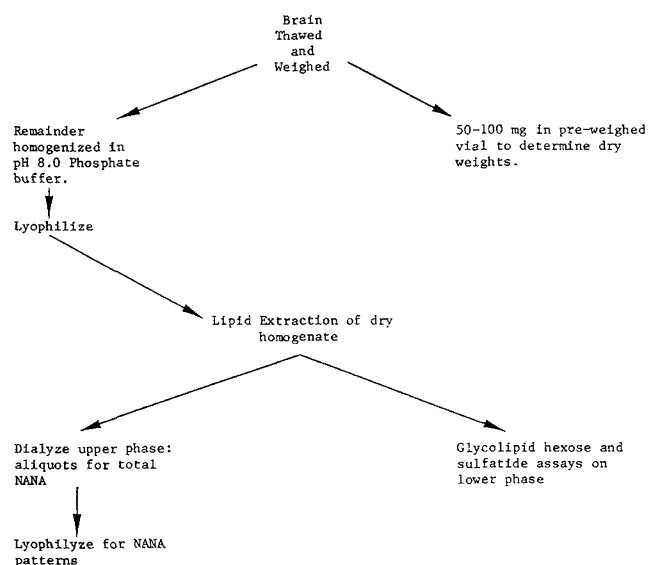 Brain
Thawed
and
Weighed
Remainder
homogenized in
pH 8.0 Phosphate
buffer.
50-100 mg in pre-weighed
vial to determine dry
weights.
Lyophilize
Lipid Extraction of dry
homogenate
Dialyze upper phase:
aliquots for total
NANA
Glycolipid hexose and
sulfatide assays on
lower phase
Lyophilyze for NANA
patterns